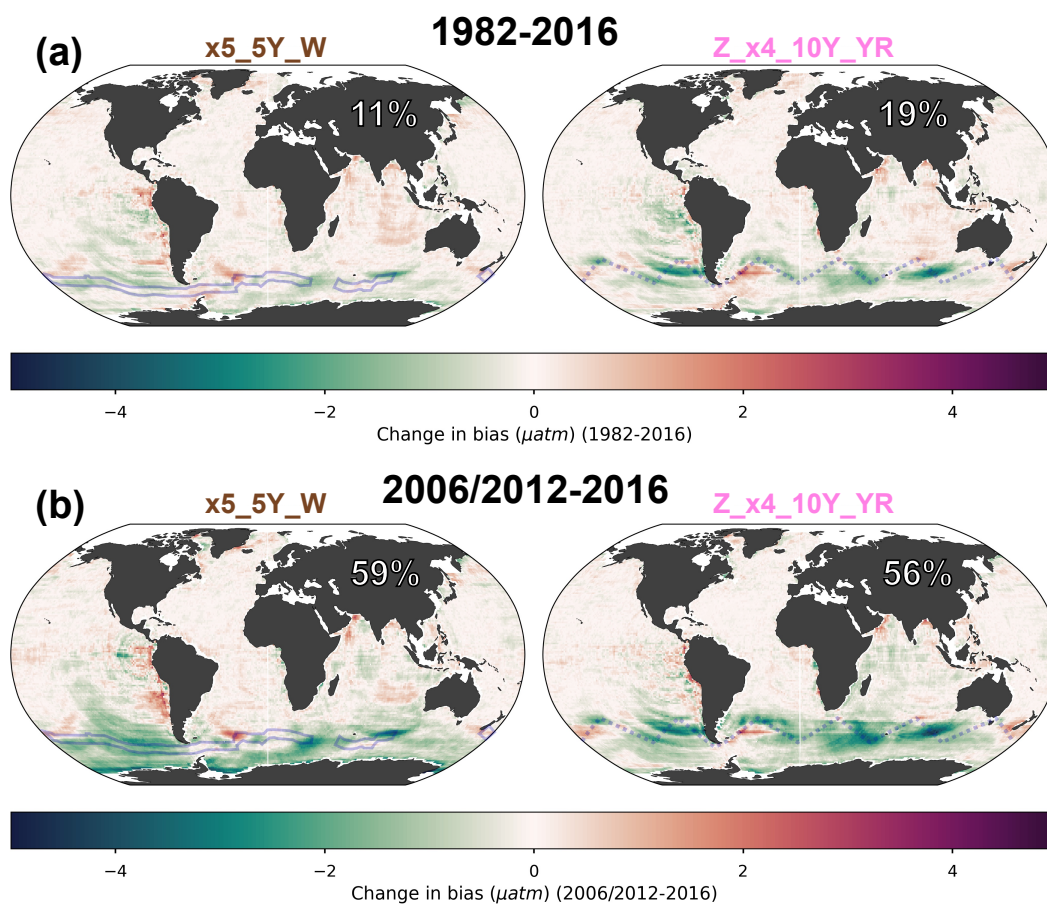 1982-2016
(a)
x5_5Y_W
Z_x4_10Y_YR
11%
19%
−4 −2 0 2 4
Change in bias (μatm) (1982-2016)
2006/2012-2016
(b)
x5_5Y_W
Z_x4_10Y_YR
59%
56%
−4 −2 0 2 4
Change in bias (μatm) (2006/2012-2016)